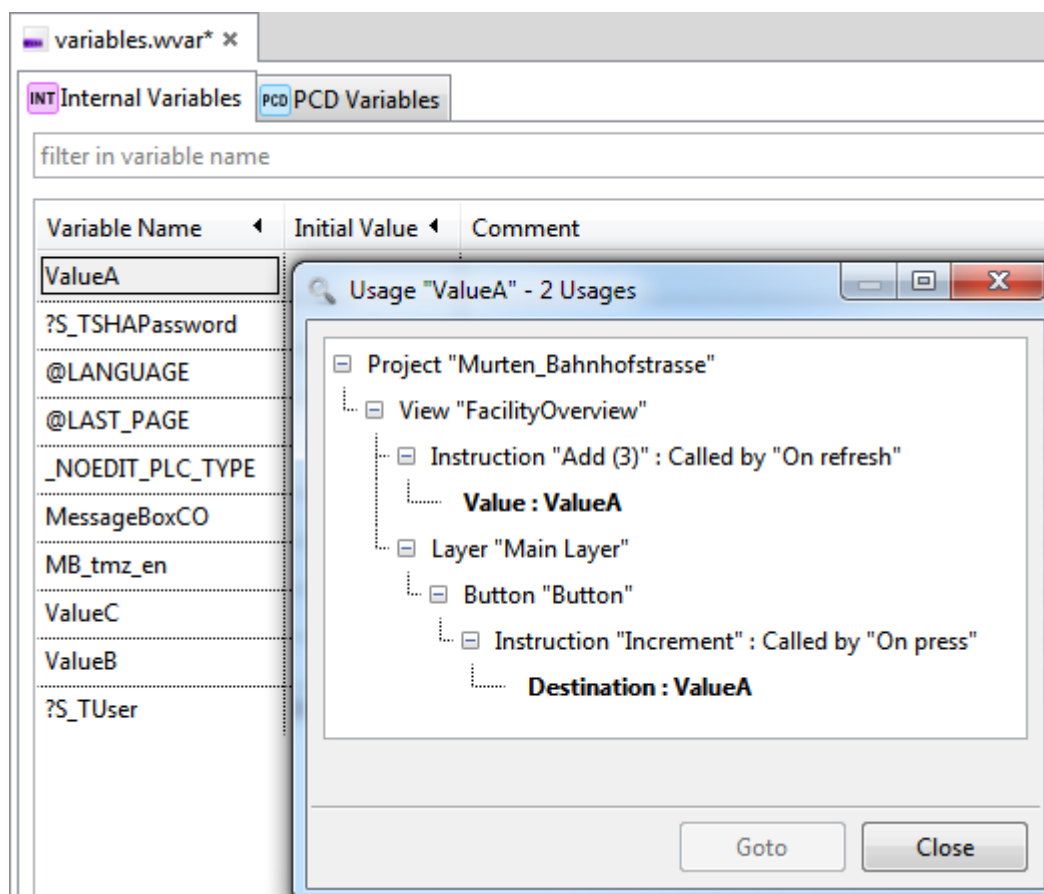 variables.wvar*
INT Internal Variables PCD PCD Variables
filter in variable name
Variable Name Initial Value Comment
ValueA
?S_TSHAPassword
@LANGUAGE
@LAST_PAGE
_NOEDIT_PLC_TYPE
MessageBoxCO
MB_tmz_en
ValueC
ValueB
?S_TUser
Usage "ValueA" - 2 Usages
Project "Murten_Bahnhofstrasse"
View "FacilityOverview"
Instruction "Add (3)" : Called by "On refresh"
Value : ValueA
Layer "Main Layer"
Button "Button"
Instruction "Increment" : Called by "On press"
Destination : ValueA
Goto Close